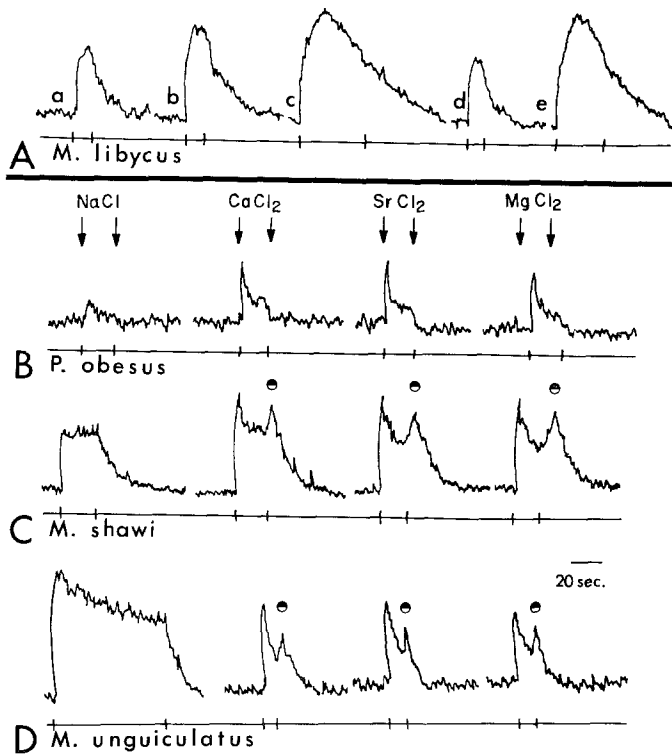 a b c d e
A M. libycus
NaCl CaCl2 SrCl2 MgCl2
B P. obesus
C M. shawi
20 sec.
D M. unguiculatus